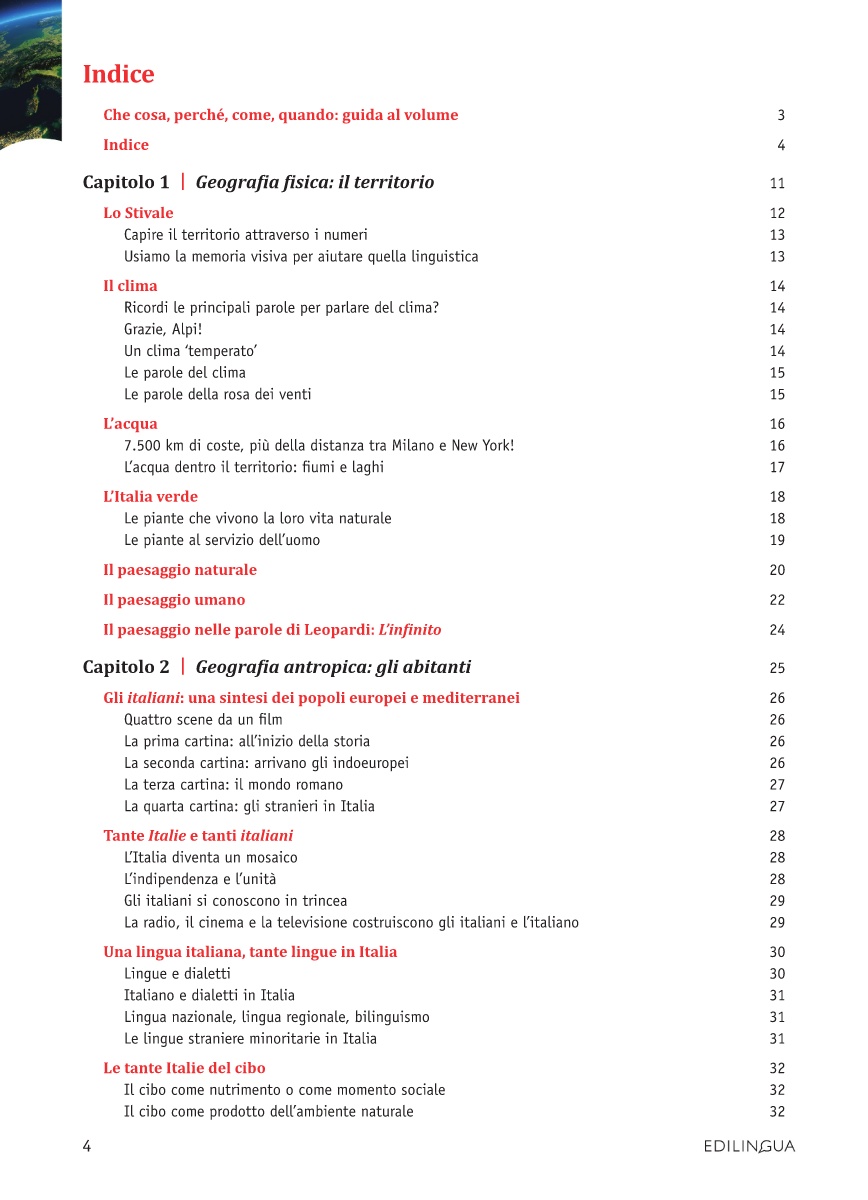 Indice
Che cosa, perché, come, quando: guida al volume 3
Indice 4
Capitolo 1 | Geografia fisica: il territorio 11
Lo Stivale 12
Capire il territorio attraverso i numeri 13
Usiamo la memoria visiva per aiutare quella linguistica 13
Il clima 14
Ricordi le principali parole per parlare del clima? 14
Grazie, Alpi! 14
Un clima ‘temperato’ 14
Le parole del clima 15
Le parole della rosa dei venti 15
L’acqua 16
7.500 km di coste, più della distanza tra Milano e New York! 16
L’acqua dentro il territorio: fiumi e laghi 17
L’Italia verde 18
Le piante che vivono la loro vita naturale 18
Le piante al servizio dell’uomo 19
Il paesaggio naturale 20
Il paesaggio umano 22
Il paesaggio nelle parole di Leopardi: L’infinito 24
Capitolo 2 | Geografia antropica: gli abitanti 25
Gli italiani: una sintesi dei popoli europei e mediterranei 26
Quattro scene da un film 26
La prima cartina: all’inizio della storia 26
La seconda cartina: arrivano gli indoeuropei 26
La terza cartina: il mondo romano 27
La quarta cartina: gli stranieri in Italia 27
Tante Italie e tanti italiani 28
L’Italia diventa un mosaico 28
L’indipendenza e l’unità 28
Gli italiani si conoscono in trincea 29
La radio, il cinema e la televisione costruiscono gli italiani e l’italiano 29
Una lingua italiana, tante lingue in Italia 30
Lingue e dialetti 30
Italiano e dialetti in Italia 31
Lingua nazionale, lingua regionale, bilinguismo 31
Le lingue straniere minoritarie in Italia 31
Le tante Italie del cibo 32
Il cibo come nutrimento o come momento sociale 32
Il cibo come prodotto dell’ambiente naturale 32
4 EDILINGUA